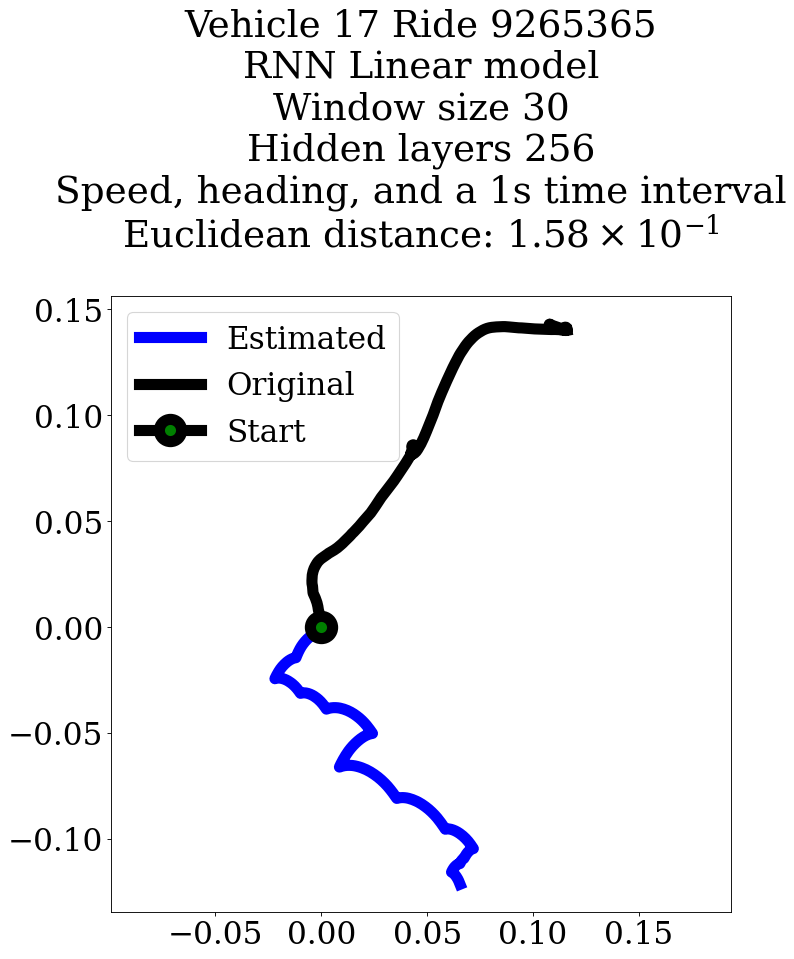 Vehicle 17 Ride 9265365
RNN Linear model
Window size 30
Hidden layers 256
Speed, heading, and a 1s time interval
Euclidean distance: 1.58 × 10⁻¹
0.15
0.10
0.05
0.00
−0.05
−0.10
Estimated
Original
Start
−0.05 0.00 0.05 0.10 0.15